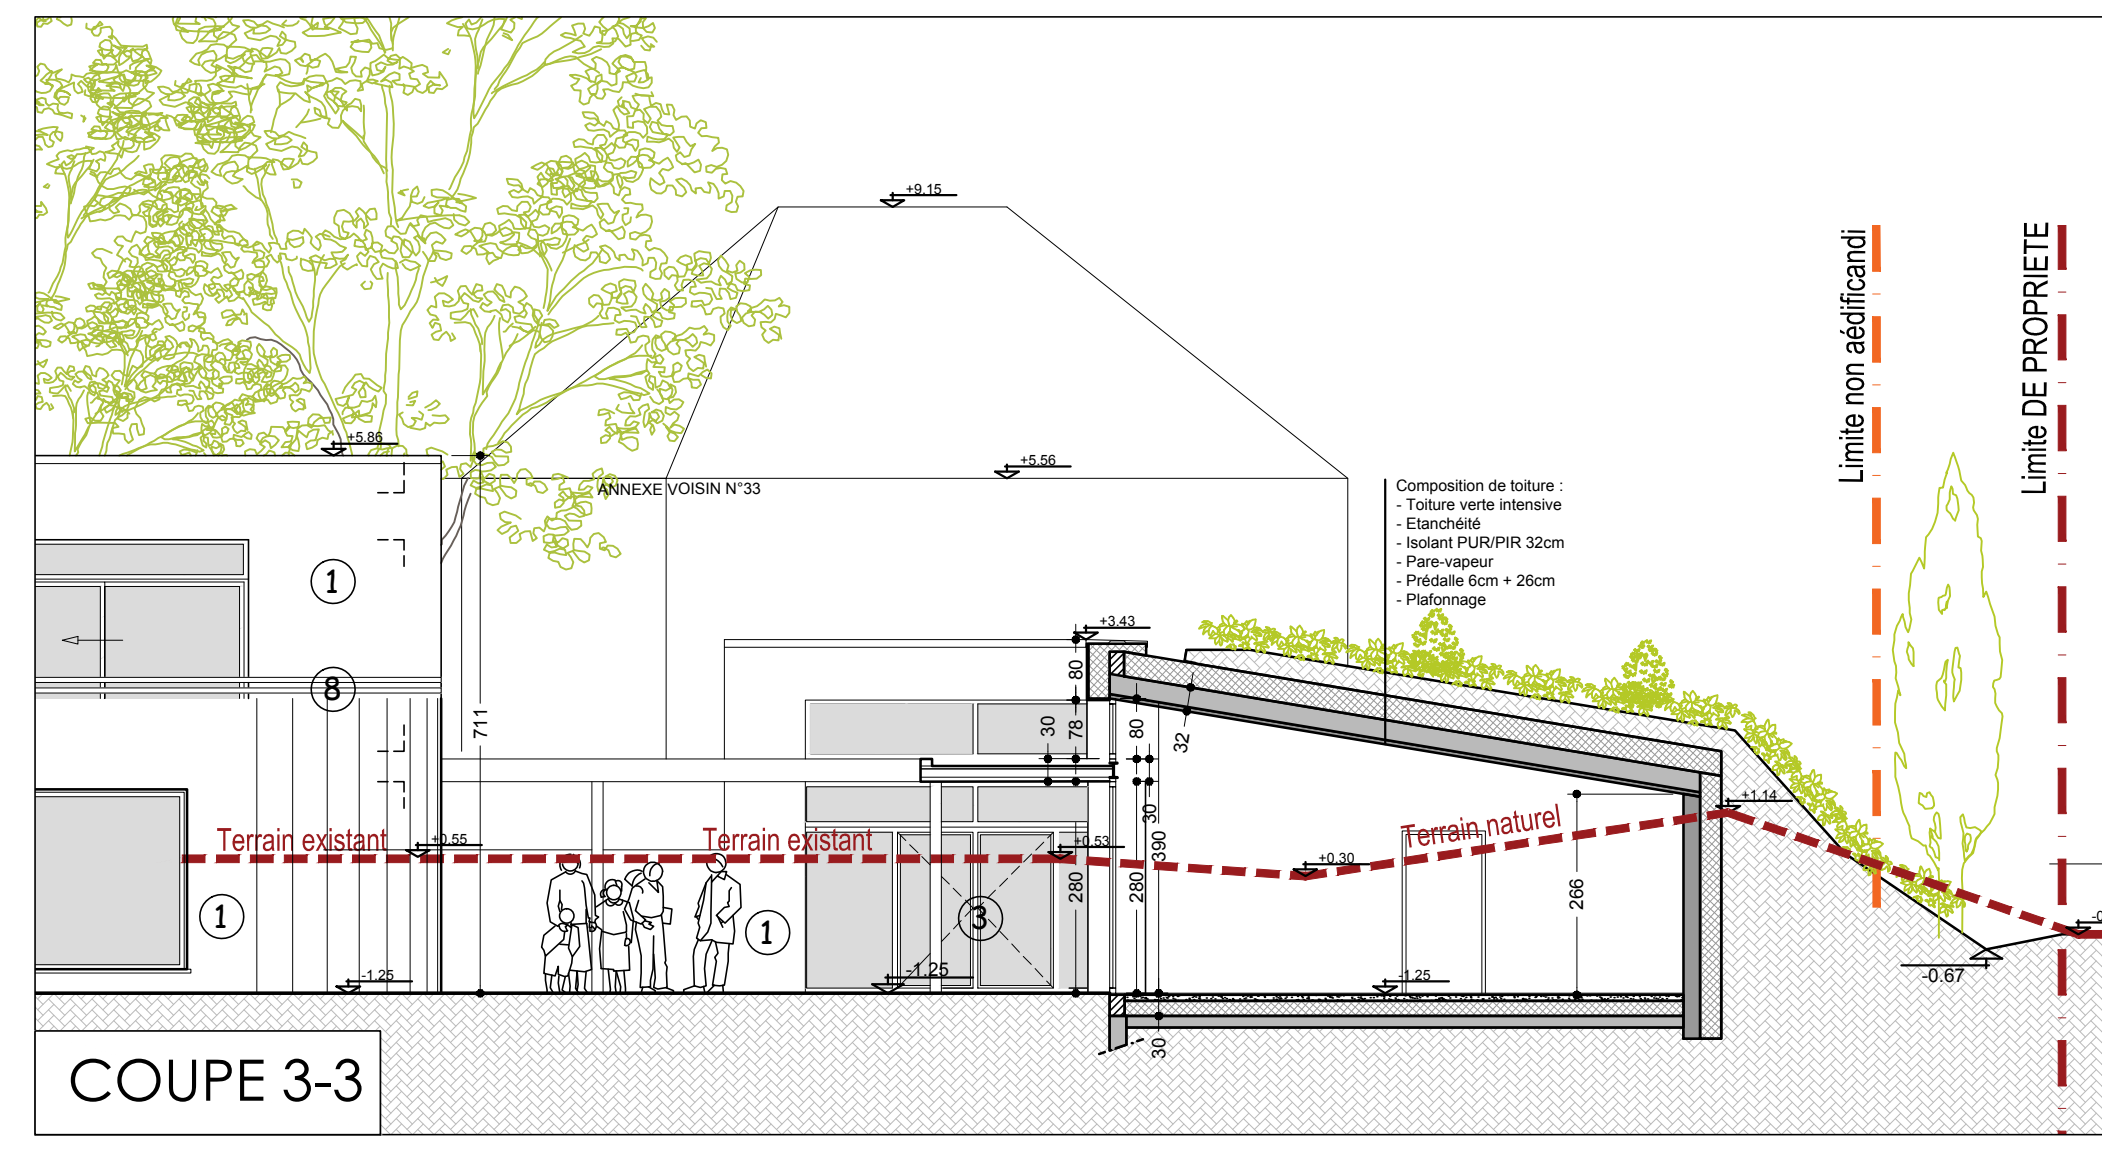 +9.15
Limite non aédificandi
Limite DE PROPRIETE
+5.86
+5.56
ANNEXE VOISIN N°33
Composition de toiture :
- Toiture verte intensive
- Etanchéité
- Isolant PUR/PIR 32cm
- Pare-vapeur
- Prédalle 6cm + 26cm
- Plafonnage
1
+3.43
80
8
711
30
78
80
32
Terrain existant
+0.55
Terrain existant
+0.53
30
390
+0.30
Terrain naturel
+1.14
280
280
266
1
1
3
-1.25
-1.25
-1.25
-0.67
30
COUPE 3-3